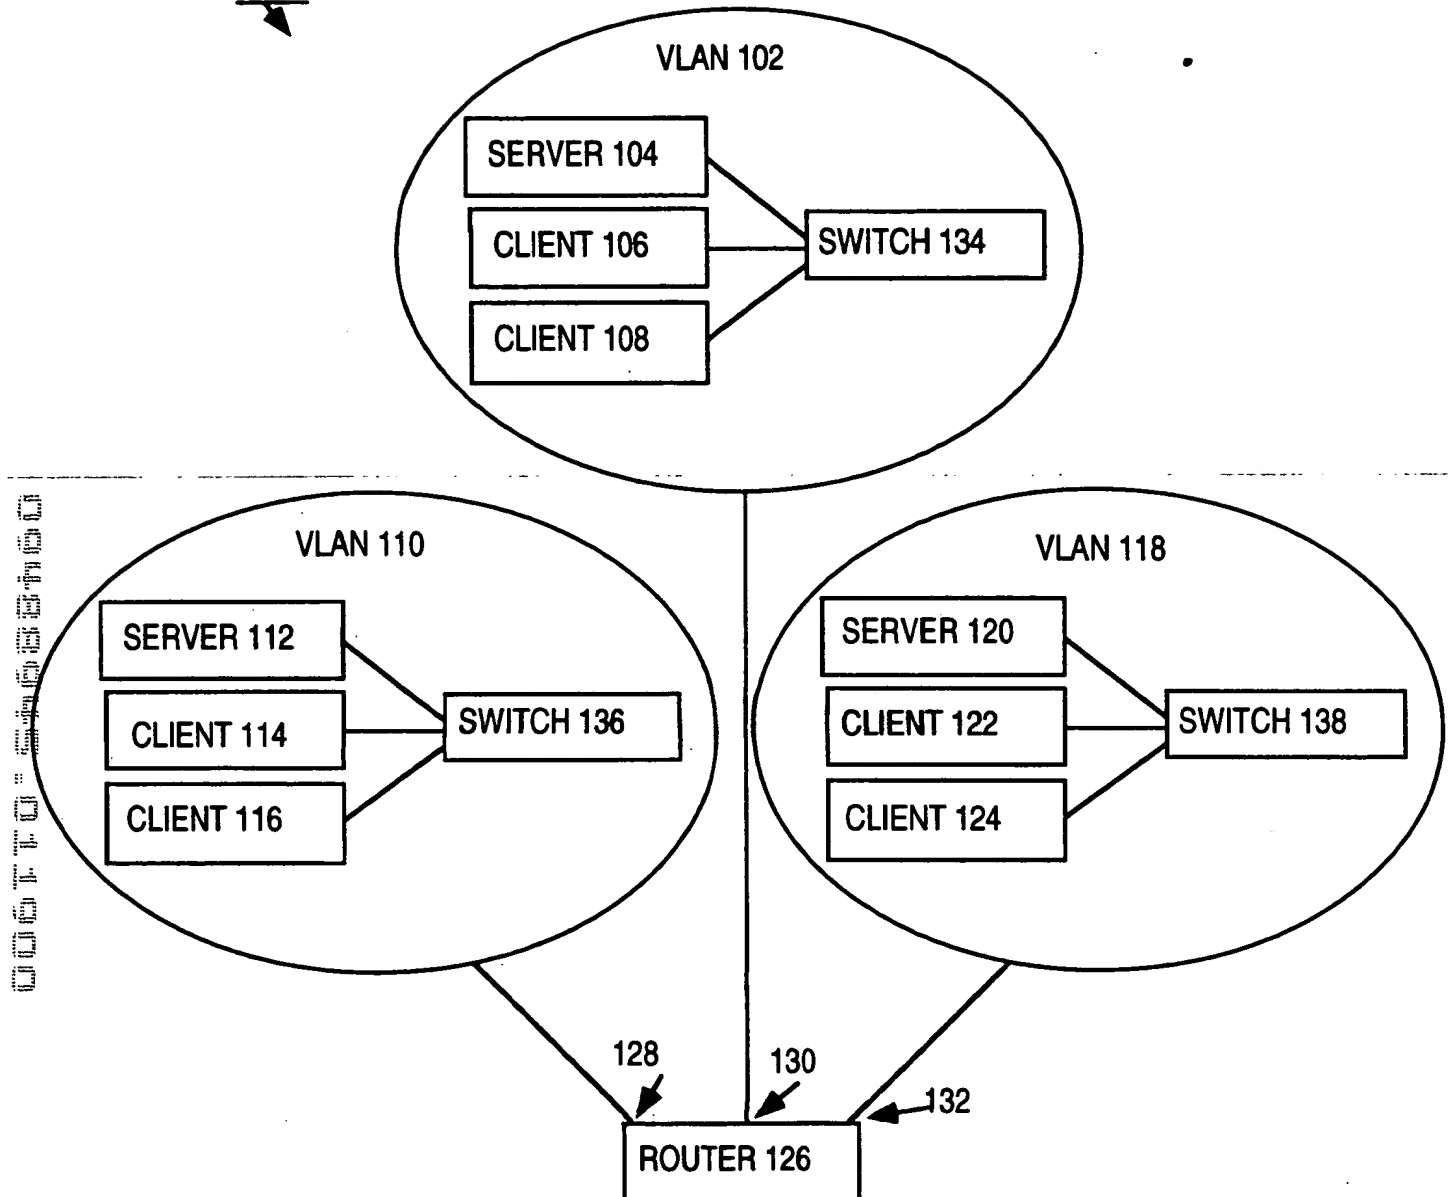 VLAN 102
SERVER 104
CLIENT 106
SWITCH 134
CLIENT 108
VLAN 110
SERVER 112
CLIENT 114
SWITCH 136
CLIENT 116
VLAN 118
SERVER 120
CLIENT 122
SWITCH 138
CLIENT 124
128
130
132
ROUTER 126